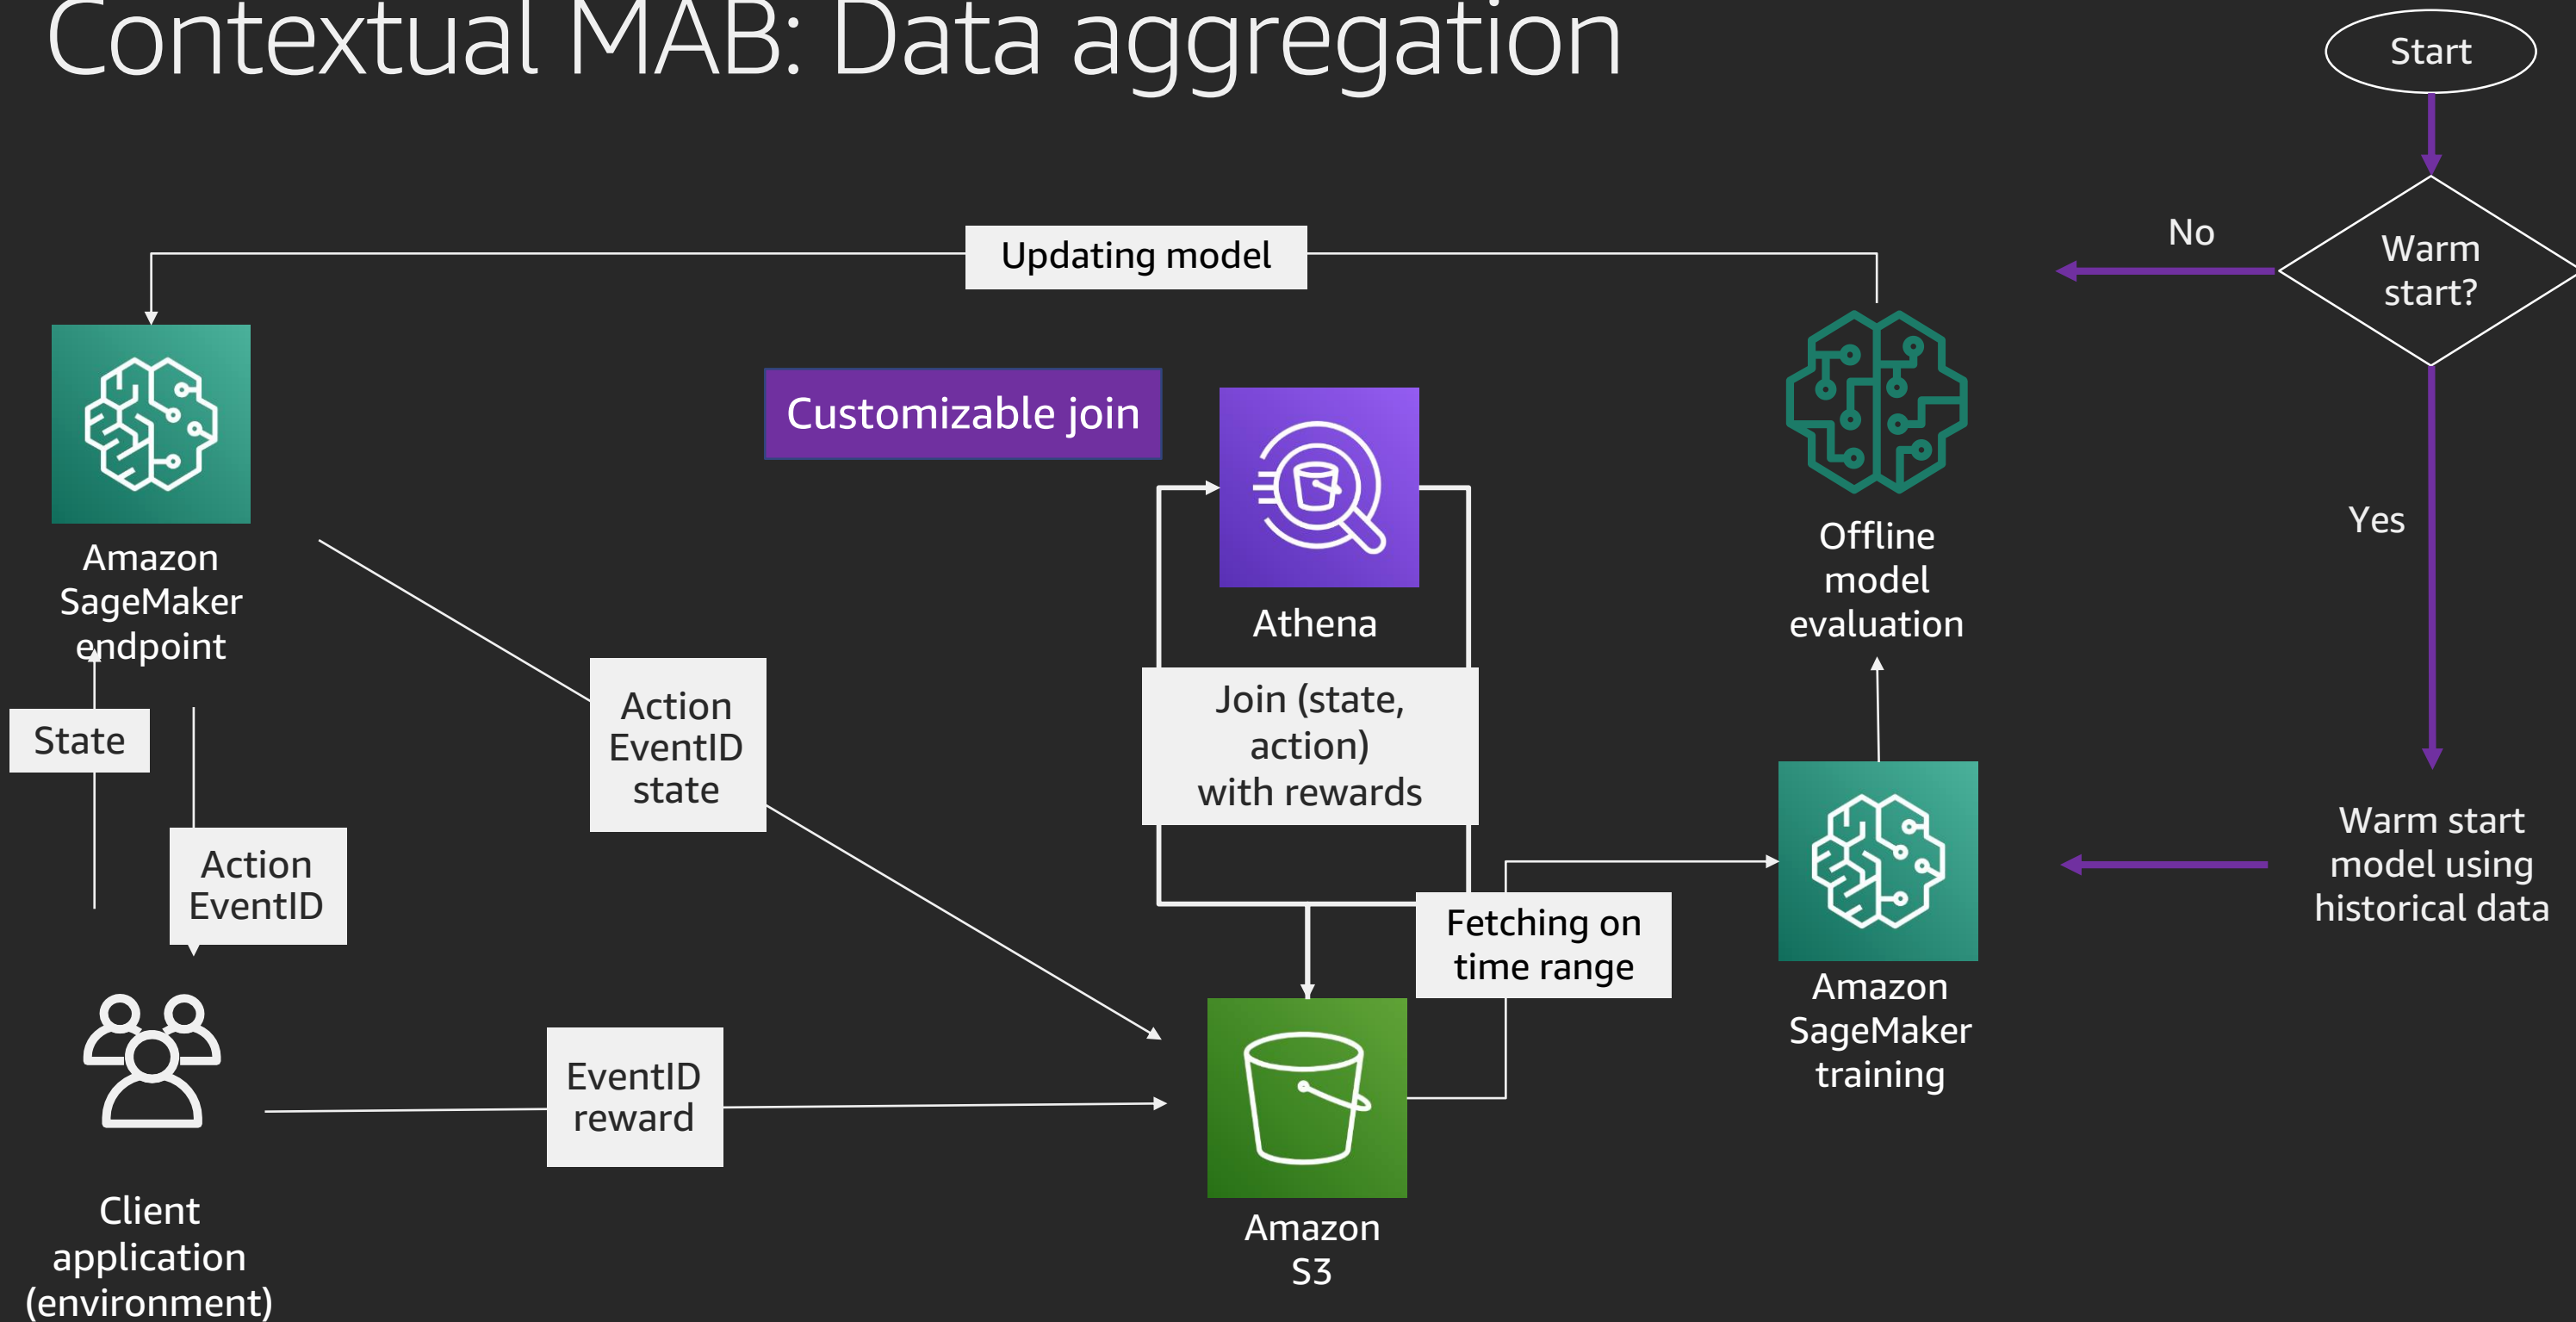 Contextual MAB: Data aggregation
Start
Warm
start?
No
Yes
Updating model
Customizable join
Amazon
SageMaker
endpoint
Athena
Offline
model
evaluation
State
Action
EventID
Action
EventID
state
Join (state,
action)
with rewards
Fetching on
time range
Warm start
model using
historical data
Amazon
SageMaker
training
EventID
reward
Client
application
(environment)
Amazon
S3